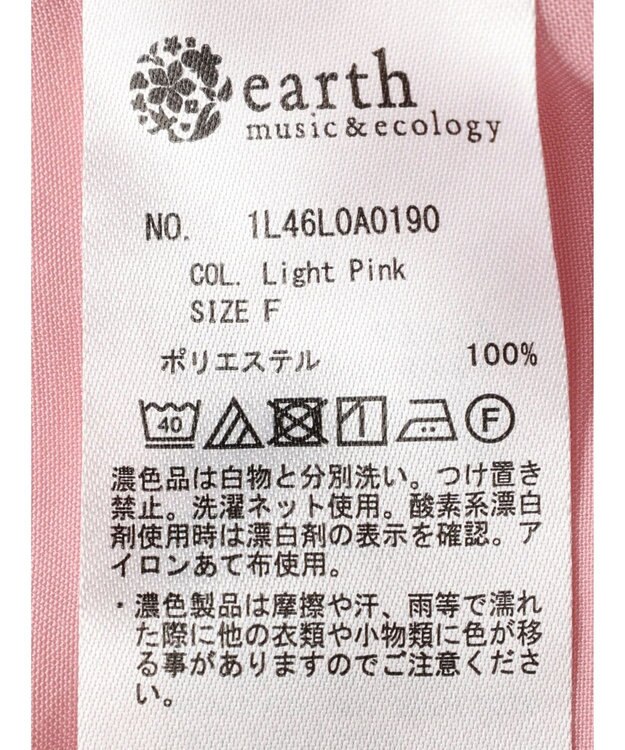 earth
music&ecology
NO. 1L46L0A0190
COL. Light Pink
SIZE F
ポリエステル 100%
40 F
濃色品は白物と分別洗い。つけ置き
禁止。洗濯ネット使用。酸素系漂白
剤使用時は漂白剤の表示を確認。ア
イロンあて布使用。
・濃色製品は摩擦や汗、雨等で濡れ
た際に他の衣類や小物類に色が移
る事がありますのでご注意くださ
い。